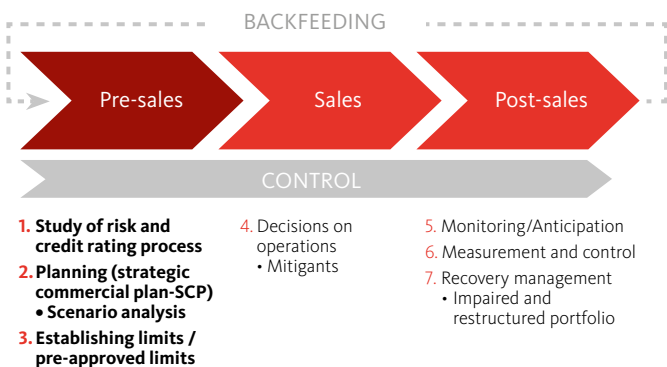 BACKFEEDING
Pre-sales
Sales
Post-sales
CONTROL
1. Study of risk and
credit rating process
2. Planning (strategic
commercial plan-SCP)
• Scenario analysis
3. Establishing limits /
pre-approved limits
4. Decisions on
operations
• Mitigants
5. Monitoring/Anticipation
6. Measurement and control
7. Recovery management
• Impaired and
restructured portfolio